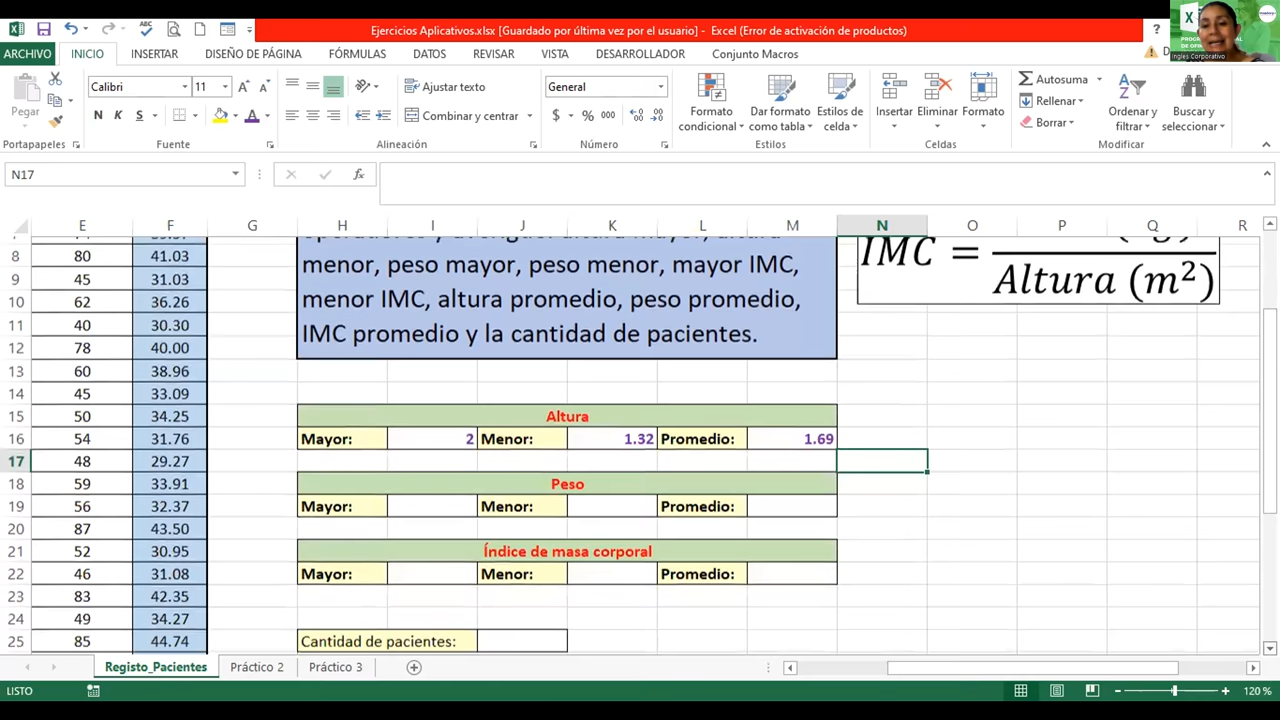 Ejercicios Aplicativos.xlsx [Guardado por última vez por el usuario] - Excel (Error de activación de productos)
?
Ingles Corporativo
ARCHIVO INICIO INSERTAR DISEÑO DE PÁGINA FÓRMULAS DATOS REVISAR VISTA DESARROLLADOR Conjunto Macros
Pegar
Calibri 11
N K S
Ajustar texto
Combinar y centrar
General
$ % 000
Formato condicional
Dar formato como tabla
Estilos de celda
Insertar Eliminar Formato
Autosuma
Rellenar
Borrar
Ordenar y filtrar
Buscar y seleccionar
Portapapeles Fuente Alineación Número Estilos Celdas Modificar
N17 fx
E F G H I J K L M N O P Q R
menor, peso mayor, peso menor, mayor IMC,
menor IMC, altura promedio, peso promedio,
IMC promedio y la cantidad de pacientes.
IMC =
Altura (m²)
8 80 41.03
9 45 31.03
10 62 36.26
11 40 30.30
12 78 40.00
13 60 38.96
14 45 33.09
15 50 34.25 Altura
16 54 31.76 Mayor: 2 Menor: 1.32 Promedio: 1.69
17 48 29.27
18 59 33.91 Peso
19 56 32.37 Mayor: Menor: Promedio:
20 87 43.50
21 52 30.95 Índice de masa corporal
22 46 31.08 Mayor: Menor: Promedio:
23 83 42.35
24 49 34.27
25 85 44.74 Cantidad de pacientes:
Registo_Pacientes Práctico 2 Práctico 3
LISTO 120 %